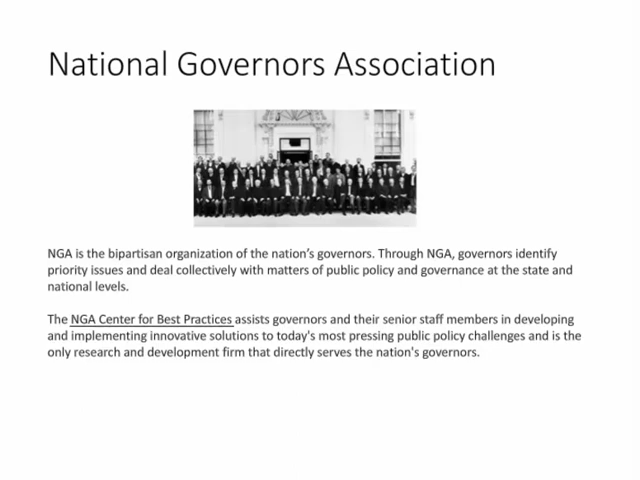 National Governors Association
NGA is the bipartisan organization of the nation’s governors. Through NGA, governors identify
priority issues and deal collectively with matters of public policy and governance at the state and
national levels.
The NGA Center for Best Practices assists governors and their senior staff members in developing
and implementing innovative solutions to today's most pressing public policy challenges and is the
only research and development firm that directly serves the nation's governors.